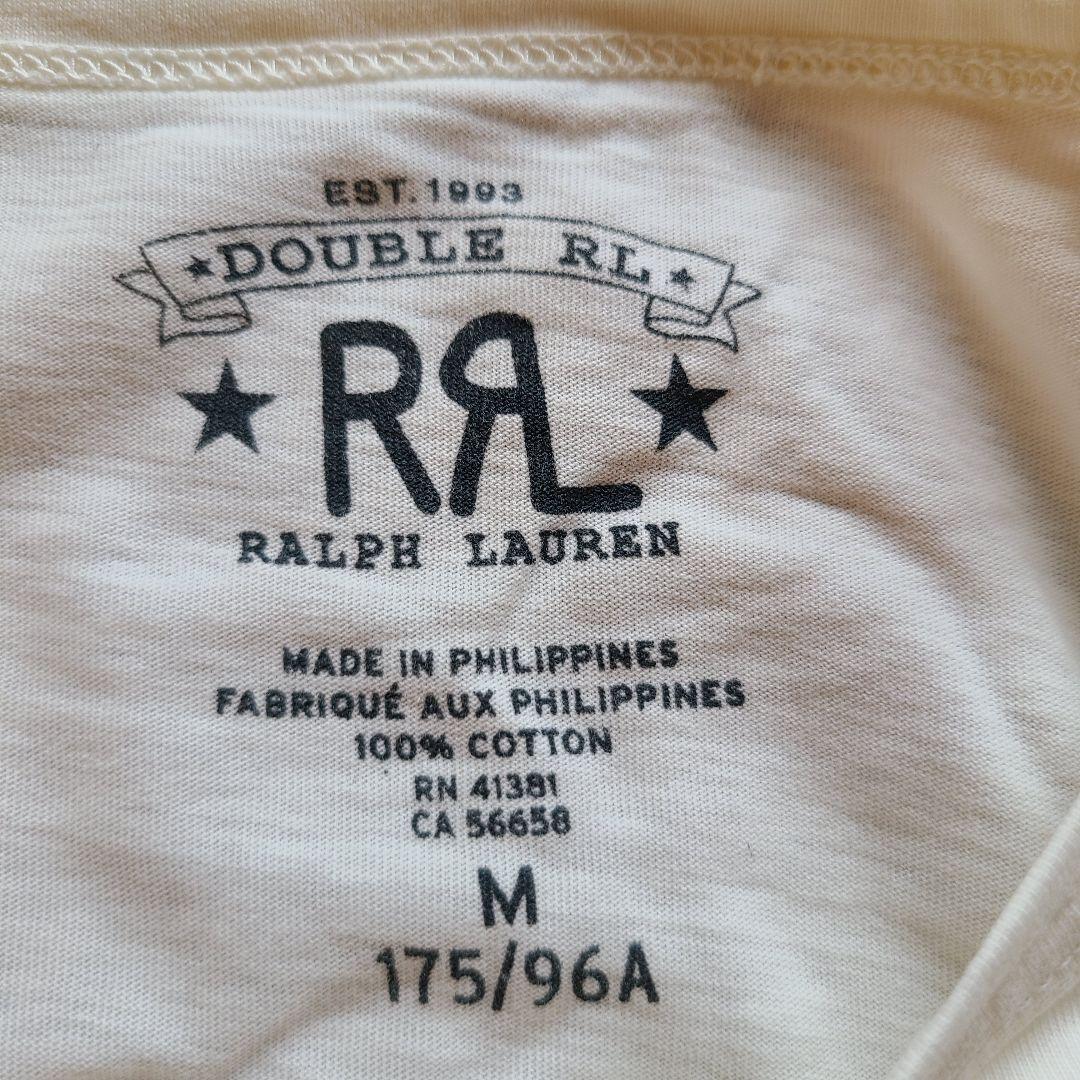 EST. 1993
★DOUBLE RL★
RRL
RALPH LAUREN
MADE IN PHILIPPINES
FABRIQUÉ AUX PHILIPPINES
100% COTTON
RN 41381
CA 56658
M
175/96A